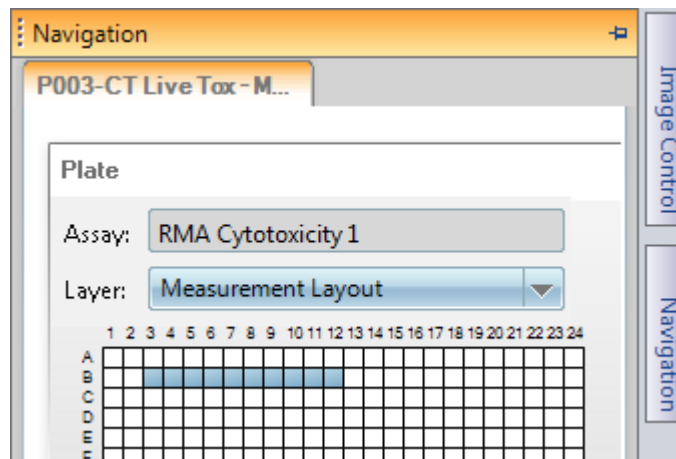 Navigation
P003-CT Live Tox - M...
Plate
Assay: RMA Cytotoxicity 1
Layer: Measurement Layout
1 2 3 4 5 6 7 8 9 10 11 12 13 14 15 16 17 18 19 20 21 22 23 24
A
B
C
D
E
F
Image Control
Navigation